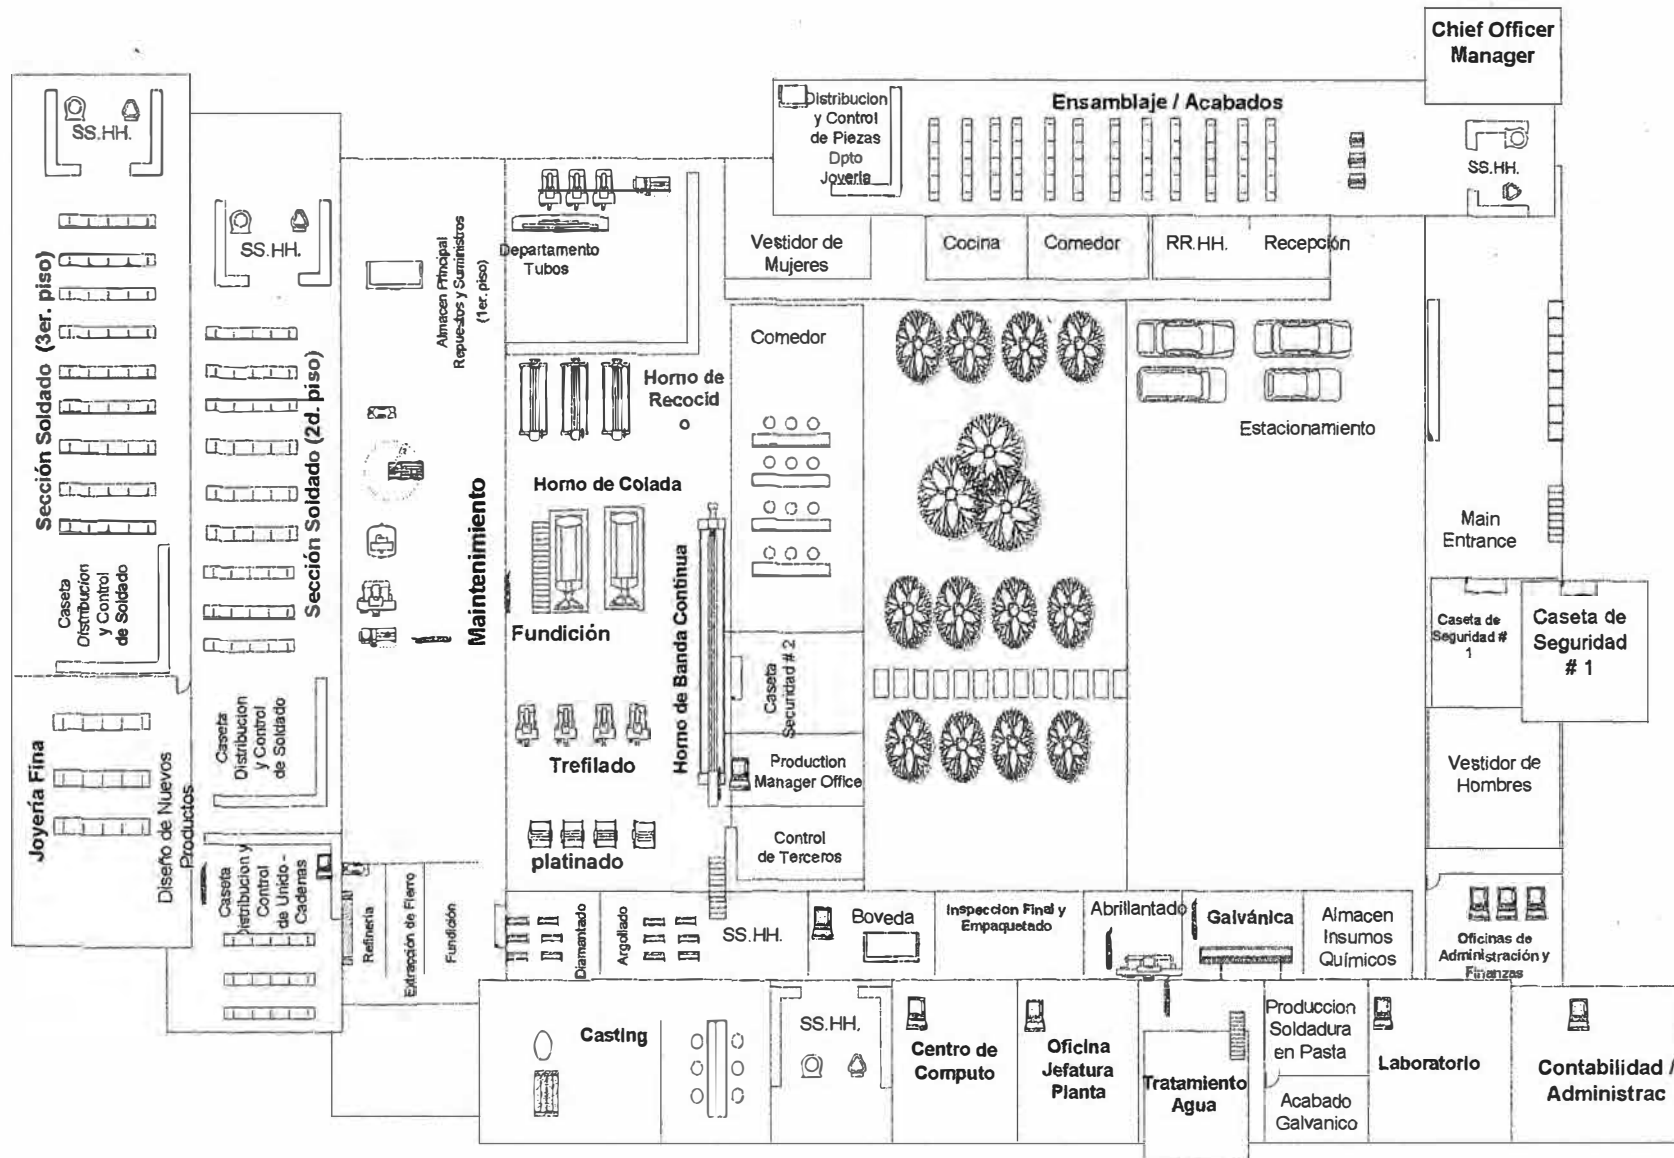 Chief Officer
Manager
SS.HH.
Distribucion
y Control
de Piezas
Dpto
Joyeria
Ensamblaje / Acabados
SS.HH.
SS.HH.
Sección Soldado (3er. piso)
Sección Soldado (2d. piso)
Almacen Principal
Repuestos y Suministros
(1er. piso)
Departamento
Tubos
Vestidor de
Mujeres
Cocina
Comedor
RR.HH.
Recepción
Comedor
Horno de
Recocid
o
Estacionamiento
Horno de Colada
Maintenimiento
Main
Entrance
Caseta
Distribucion
y Control
de Soldado
Fundición
Horno de Banda Continua
Caseta
Securidad # 2
Caseta de
Seguridad #
1
Caseta de
Seguridad
# 1
Caseta
Distribucion
y Control
de Soldado
Joyería Fina
Diseño de Nuevos
Productos
Trefilado
Production
Manager Office
Vestidor de
Hombres
platinado
Control
de Terceros
Caseta
Distribucion y
Control
de Unido -
Cadenas
Refineria
Extracción de Fierro
Fundición
Diamantado
Argollado
SS.HH.
Boveda
Inspeccion Final y
Empaquetado
Abrillantado
Galvánica
Almacen
Insumos
Químicos
Oficinas de
Administración y
Finanzas
Casting
SS.HH.
Centro de
Computo
Oficina
Jefatura
Planta
Tratamiento
Agua
Produccion
Soldadura
en Pasta
Acabado
Galvanico
Laboratorio
Contabilidad /
Administrac